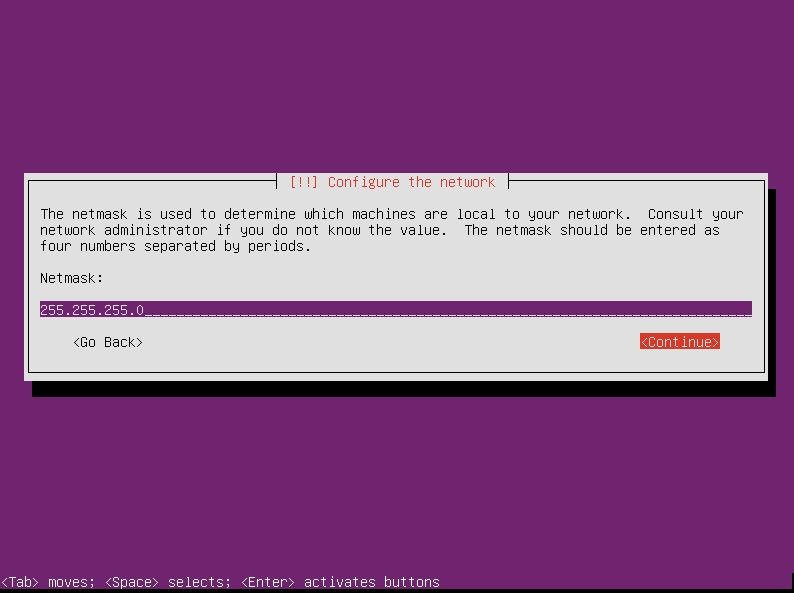 [!!] Configure the network
The netmask is used to determine which machines are local to your network.  Consult your
network administrator if you do not know the value.  The netmask should be entered as
four numbers separated by periods.
Netmask:
255.255.255.0
<Go Back> <Continue>
<Tab> moves; <Space> selects; <Enter> activates buttons